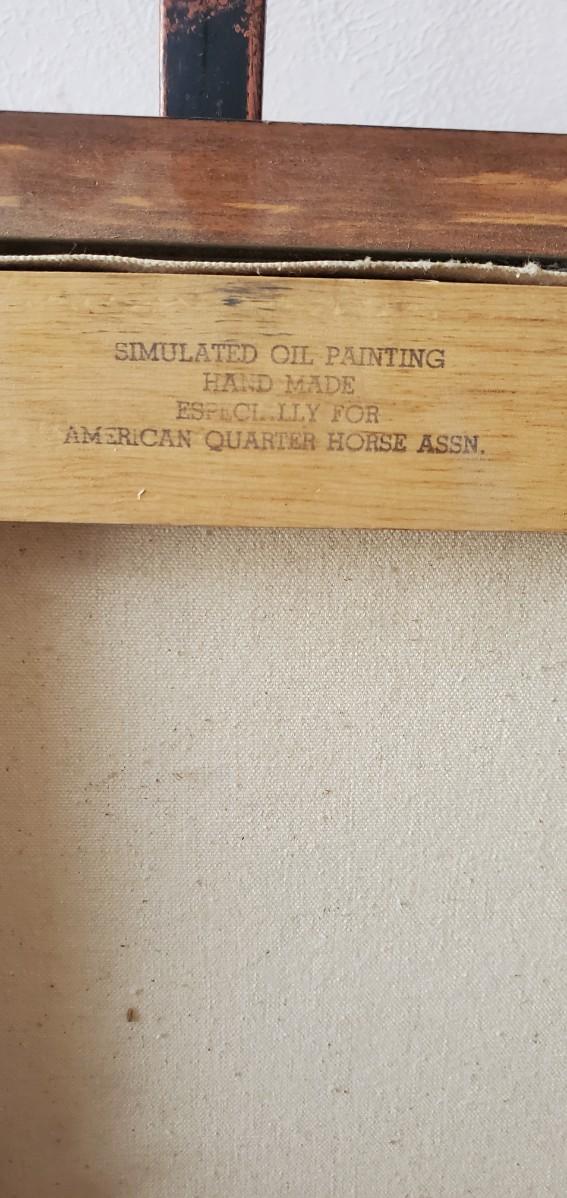 SIMULATED OIL PAINTING
HAND MADE
ESPECIALLY FOR
AMERICAN QUARTER HORSE ASSN.